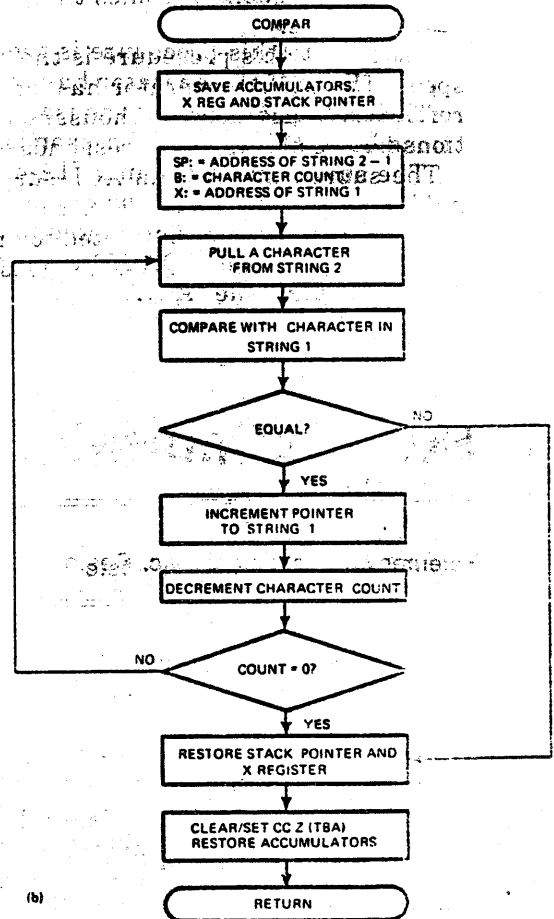 COMPAR
SAVE ACCUMULATORS,
X REG AND STACK POINTER
SP: = ADDRESS OF STRING 2 – 1
B: = CHARACTER COUNT
X: = ADDRESS OF STRING 1
PULL A CHARACTER
FROM STRING 2
COMPARE WITH CHARACTER IN
STRING 1
EQUAL?
NO
YES
INCREMENT POINTER
TO STRING 1
DECREMENT CHARACTER COUNT
NO
COUNT = 0?
YES
RESTORE STACK POINTER AND
X REGISTER
CLEAR/SET CC Z (TBA)
RESTORE ACCUMULATORS
(b)
RETURN